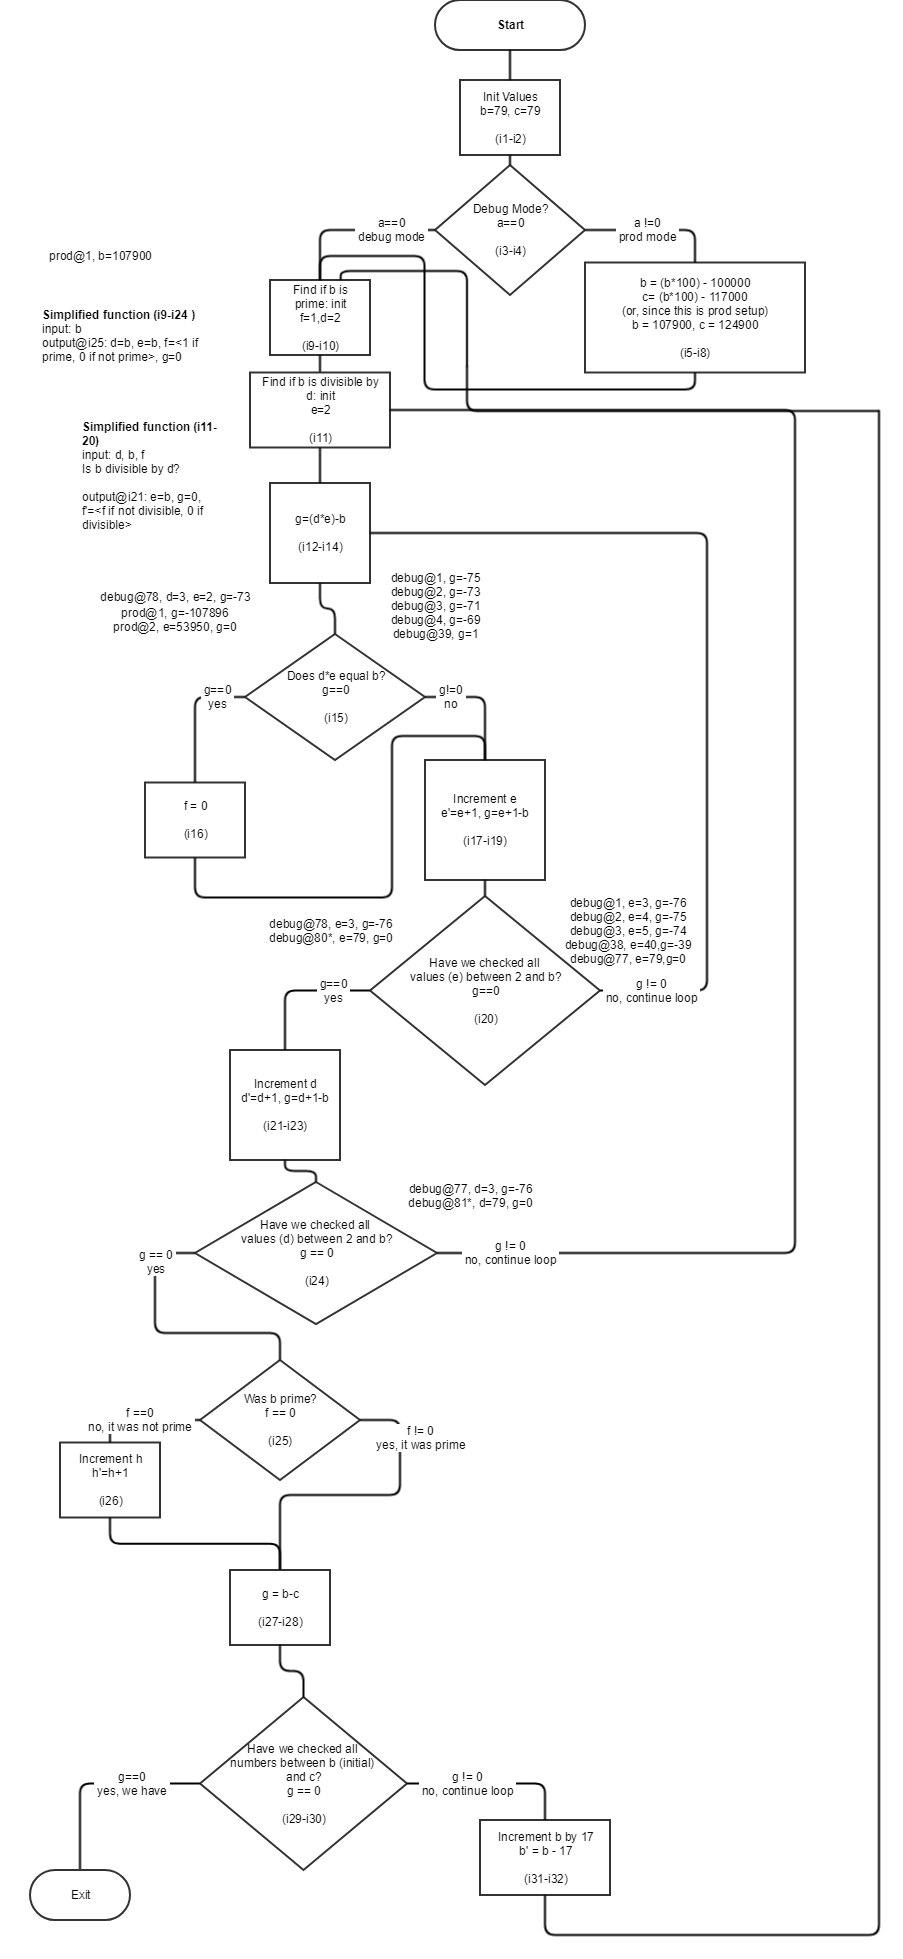 Start
Init Values
b=79, c=79
(i1-i2)
Debug Mode?
a==0
(i3-i4)
a==0
debug mode
a !=0
prod mode
prod@1, b=107900
b = (b*100) - 100000
c= (b*100) - 117000
(or, since this is prod setup)
b = 107900, c = 124900
(i5-i8)
Find if b is
prime: init
f=1,d=2
(i9-i10)
Simplified function (i9-i24 )
input: b
output@i25: d=b, e=b, f=<1 if
prime, 0 if not prime>, g=0
Find if b is divisible by
d: init
e=2
(i11)
Simplified function (i11-
20)
input: d, b, f
Is b divisible by d?
output@i21: e=b, g=0,
f'=<f if not divisible, 0 if
divisible>
g=(d*e)-b
(i12-i14)
debug@1, g=-75
debug@2, g=-73
debug@3, g=-71
debug@4, g=-69
debug@39, g=1
debug@78, d=3, e=2, g=-73
prod@1, g=-107896
prod@2, e=53950, g=0
Does d*e equal b?
g==0
(i15)
g==0
yes
g!=0
no
f = 0
(i16)
Increment e
e'=e+1, g=e+1-b
(i17-i19)
debug@1, e=3, g=-76
debug@2, e=4, g=-75
debug@3, e=5, g=-74
debug@38, e=40,g=-39
debug@77, e=79,g=0
debug@78, e=3, g=-76
debug@80*, e=79, g=0
Have we checked all
values (e) between 2 and b?
g==0
(i20)
g==0
yes
g != 0
no, continue loop
Increment d
d'=d+1, g=d+1-b
(i21-i23)
debug@77, d=3, g=-76
debug@81*, d=79, g=0
Have we checked all
values (d) between 2 and b?
g == 0
(i24)
g == 0
yes
g != 0
no, continue loop
Was b prime?
f == 0
(i25)
f ==0
no, it was not prime
f != 0
yes, it was prime
Increment h
h'=h+1
(i26)
g = b-c
(i27-i28)
Have we checked all
numbers between b (initial)
and c?
g == 0
(i29-i30)
g==0
yes, we have
g != 0
no, continue loop
Increment b by 17
b' = b - 17
(i31-i32)
Exit